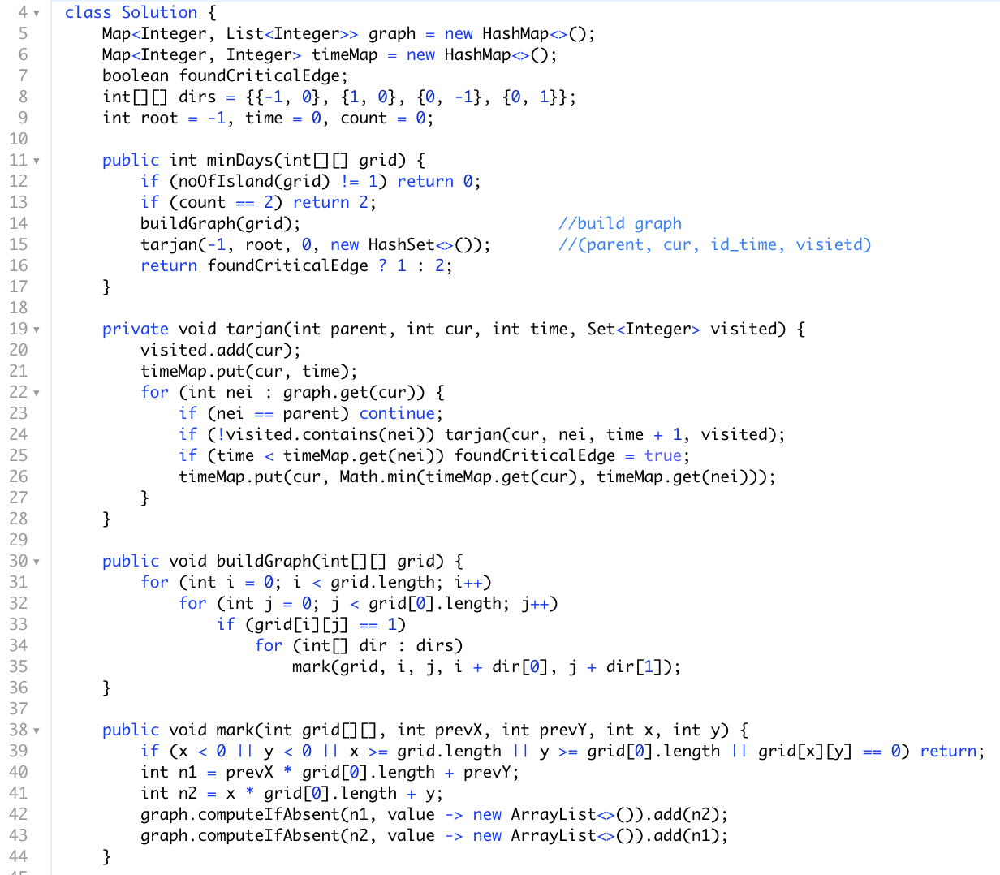 4 class Solution {
5 Map<Integer, List<Integer>> graph = new HashMap<>();
6 Map<Integer, Integer> timeMap = new HashMap<>();
7 boolean foundCriticalEdge;
8 int[][] dirs = {{-1, 0}, {1, 0}, {0, -1}, {0, 1}};
9 int root = -1, time = 0, count = 0;
10
11 public int minDays(int[][] grid) {
12 if (noOfIsland(grid) != 1) return 0;
13 if (count == 2) return 2;
14 buildGraph(grid); //build graph
15 tarjan(-1, root, 0, new HashSet<>()); //(parent, cur, id_time, visietd)
16 return foundCriticalEdge ? 1 : 2;
17 }
18
19 private void tarjan(int parent, int cur, int time, Set<Integer> visited) {
20 visited.add(cur);
21 timeMap.put(cur, time);
22 for (int nei : graph.get(cur)) {
23 if (nei == parent) continue;
24 if (!visited.contains(nei)) tarjan(cur, nei, time + 1, visited);
25 if (time < timeMap.get(nei)) foundCriticalEdge = true;
26 timeMap.put(cur, Math.min(timeMap.get(cur), timeMap.get(nei)));
27 }
28 }
29
30 public void buildGraph(int[][] grid) {
31 for (int i = 0; i < grid.length; i++)
32 for (int j = 0; j < grid[0].length; j++)
33 if (grid[i][j] == 1)
34 for (int[] dir : dirs)
35 mark(grid, i, j, i + dir[0], j + dir[1]);
36 }
37
38 public void mark(int grid[][], int prevX, int prevY, int x, int y) {
39 if (x < 0 || y < 0 || x >= grid.length || y >= grid[0].length || grid[x][y] == 0) return;
40 int n1 = prevX * grid[0].length + prevY;
41 int n2 = x * grid[0].length + y;
42 graph.computeIfAbsent(n1, value -> new ArrayList<>()).add(n2);
43 graph.computeIfAbsent(n2, value -> new ArrayList<>()).add(n1);
44 }